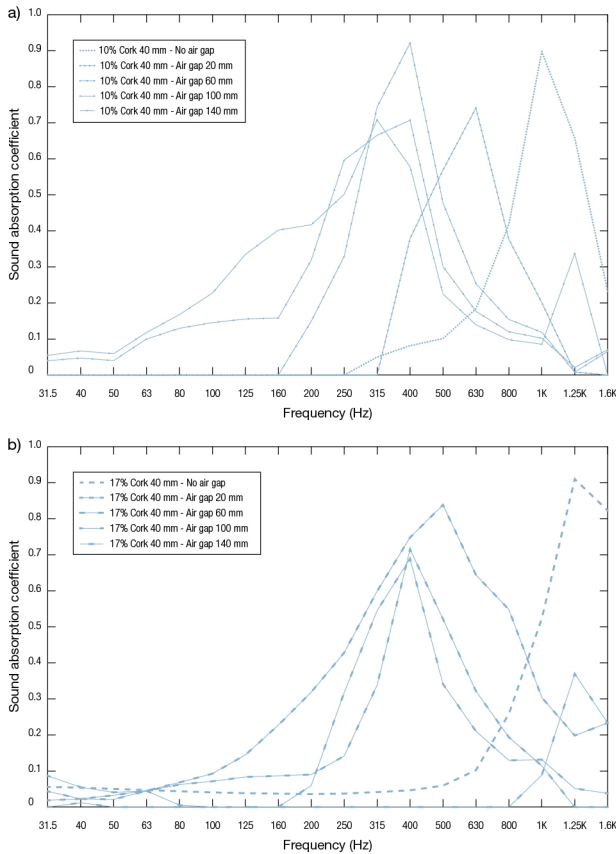 a)
1.0
0.9
0.8
0.7
0.6
0.5
0.4
0.3
0.2
0.1
0
Sound absorption coefficient
10% Cork 40 mm - No air gap
10% Cork 40 mm - Air gap 20 mm
10% Cork 40 mm - Air gap 60 mm
10% Cork 40 mm - Air gap 100 mm
10% Cork 40 mm - Air gap 140 mm
31.5 40 50 63 80 100 125 160 200 250 315 400 500 630 800 1K 1.25K 1.6K
Frequency (Hz)
b)
1.0
0.9
0.8
0.7
0.6
0.5
0.4
0.3
0.2
0.1
0
Sound absorption coefficient
17% Cork 40 mm - No air gap
17% Cork 40 mm - Air gap 20 mm
17% Cork 40 mm - Air gap 60 mm
17% Cork 40 mm - Air gap 100 mm
17% Cork 40 mm - Air gap 140 mm
31.5 40 50 63 80 100 125 160 200 250 315 400 500 630 800 1K 1.25K 1.6K
Frequency (Hz)